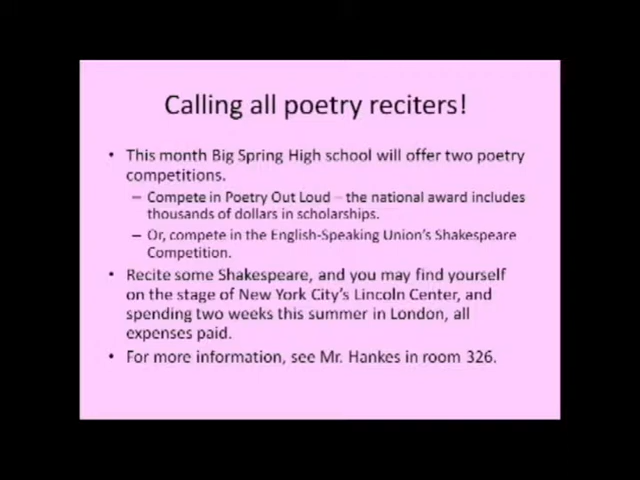 Calling all poetry reciters!
• This month Big Spring High school will offer two poetry
competitions.
– Compete in Poetry Out Loud – the national award includes
thousands of dollars in scholarships.
– Or, compete in the English-Speaking Union's Shakespeare
Competition.
• Recite some Shakespeare, and you may find yourself
on the stage of New York City's Lincoln Center, and
spending two weeks this summer in London, all
expenses paid.
• For more information, see Mr. Hankes in room 326.